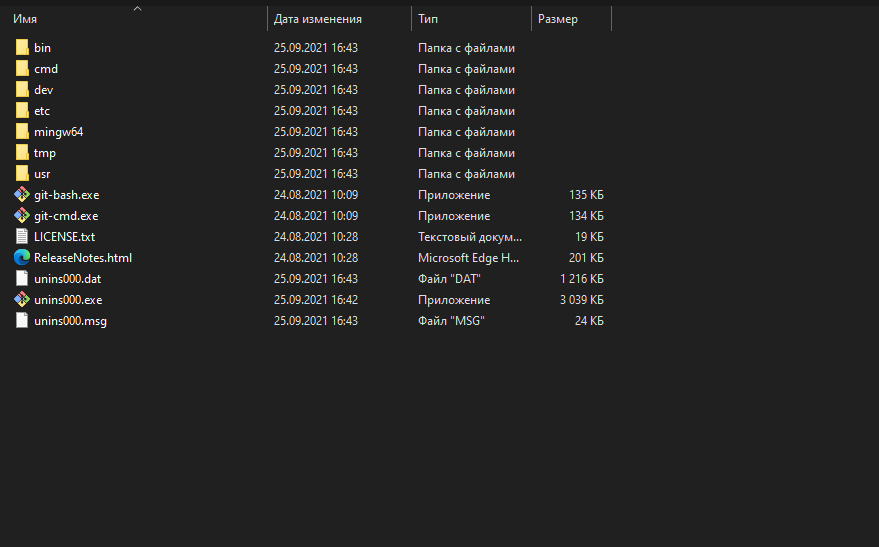 Имя Дата изменения Тип Размер
bin 25.09.2021 16:43 Папка с файлами
cmd 25.09.2021 16:43 Папка с файлами
dev 25.09.2021 16:43 Папка с файлами
etc 25.09.2021 16:43 Папка с файлами
mingw64 25.09.2021 16:43 Папка с файлами
tmp 25.09.2021 16:43 Папка с файлами
usr 25.09.2021 16:43 Папка с файлами
git-bash.exe 24.08.2021 10:09 Приложение 135 КБ
git-cmd.exe 24.08.2021 10:09 Приложение 134 КБ
LICENSE.txt 24.08.2021 10:28 Текстовый докум... 19 КБ
ReleaseNotes.html 24.08.2021 10:28 Microsoft Edge H... 201 КБ
unins000.dat 25.09.2021 16:43 Файл "DAT" 1 216 КБ
unins000.exe 25.09.2021 16:42 Приложение 3 039 КБ
unins000.msg 25.09.2021 16:43 Файл "MSG" 24 КБ